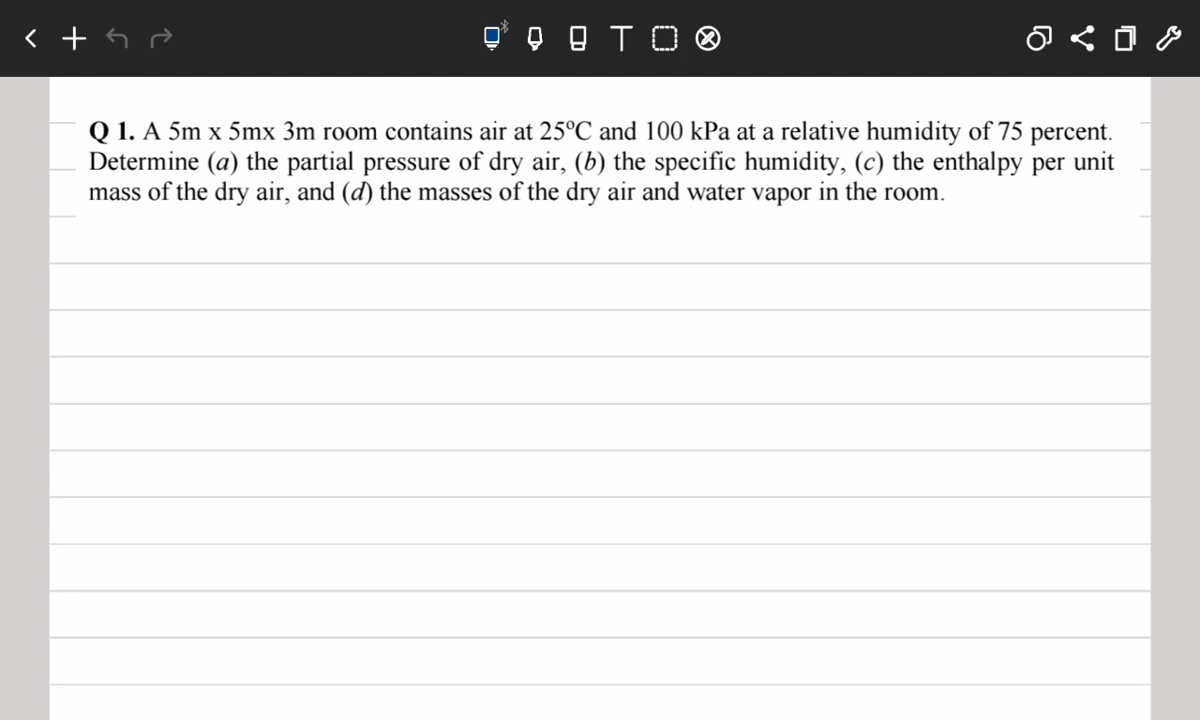 Q 1. A 5m x 5mx 3m room contains air at 25ºC and 100 kPa at a relative humidity of 75 percent.
Determine (a) the partial pressure of dry air, (b) the specific humidity, (c) the enthalpy per unit
mass of the dry air, and (d) the masses of the dry air and water vapor in the room.